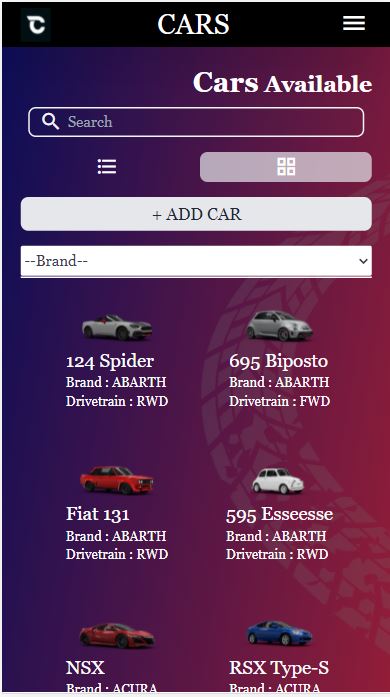 CARS
Cars Available
Search
+ ADD CAR
--Brand--
124 Spider
Brand : ABARTH
Drivetrain : RWD
695 Biposto
Brand : ABARTH
Drivetrain : FWD
Fiat 131
Brand : ABARTH
Drivetrain : RWD
595 Esseesse
Brand : ABARTH
Drivetrain : RWD
NSX
Brand : ACURA
RSX Type-S
Brand : ACURA